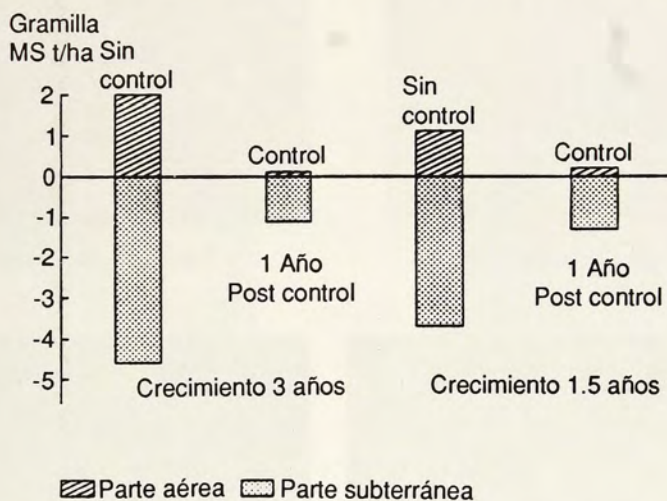 Gramilla
MS t/ha
Sin
control
Control
Sin
control
Control
2
1
0
-1
-2
-3
-4
-5
1 Año
Post control
1 Año
Post control
Crecimiento 3 años
Crecimiento 1.5 años
Parte aérea
Parte subterránea